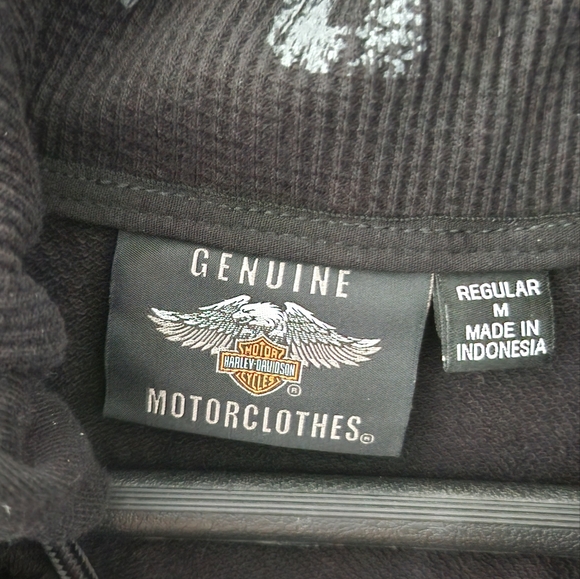 GENUINE
MOTOR
HARLEY-DAVIDSON
CYCLES
®
MOTORCLOTHES®
REGULAR
M
MADE IN
INDONESIA